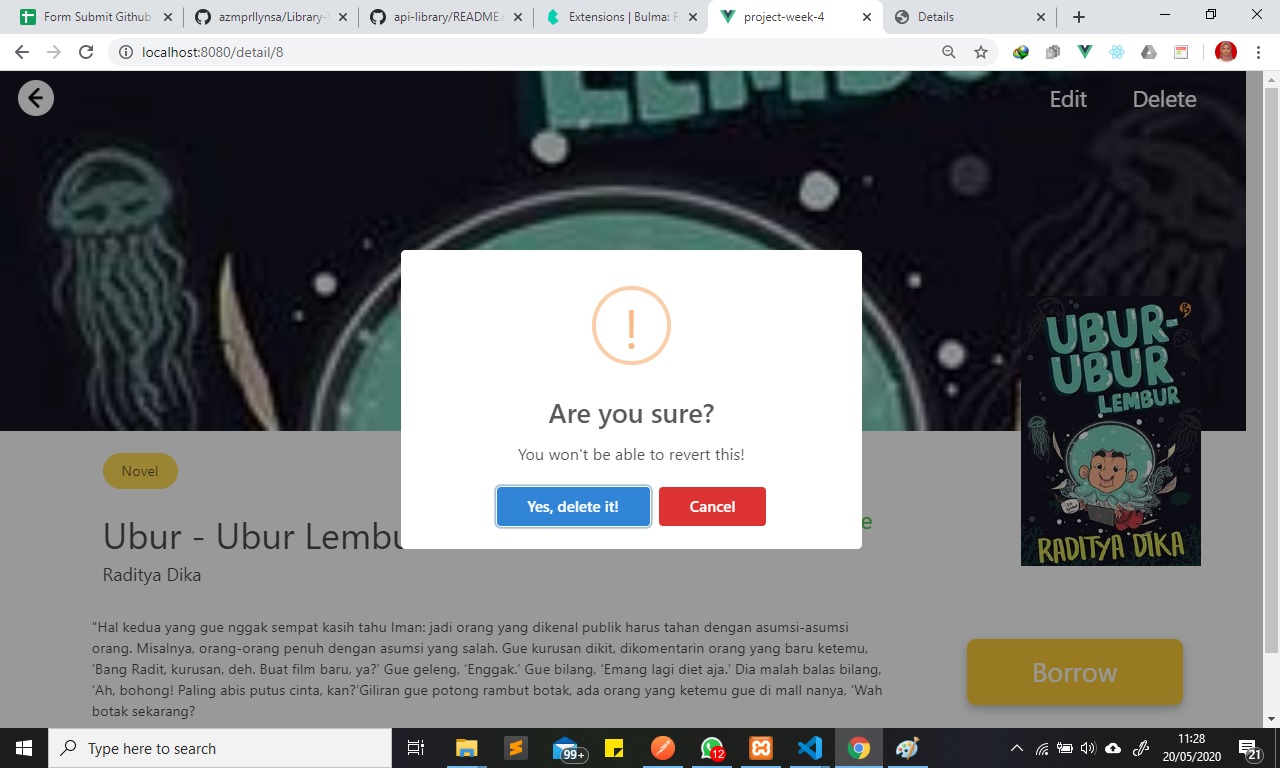 Form Submit Github
azmprllynsa/Library-
api-library/README.
Extensions | Bulma: F
project-week-4
Details
localhost:8080/detail/8
LEMBU
Edit
Delete
UBUR-
UBUR
LEMBUR
RADITYA DIKA
Are you sure?
You won't be able to revert this!
Yes, delete it!
Cancel
Novel
Ubur - Ubur Lembu
e
Raditya Dika
"Hal kedua yang gue nggak sempat kasih tahu Iman: jadi orang yang dikenal publik harus tahan dengan asumsi-asumsi
orang. Misalnya, orang-orang penuh dengan asumsi yang salah. Gue kurusan dikit, dikomentarin orang yang baru ketemu,
‘Bang Radit, kurusan, deh. Buat film baru, ya?’ Gue geleng, ‘Enggak.’ Gue bilang, ‘Emang lagi diet aja.’ Dia malah balas bilang,
‘Ah, bohong! Paling abis putus cinta, kan?’Giliran gue potong rambut botak, ada orang yang ketemu gue di mall nanya, ‘Wah
botak sekarang?
Borrow
Type here to search
99+
12
11:28
20/05/2020
21